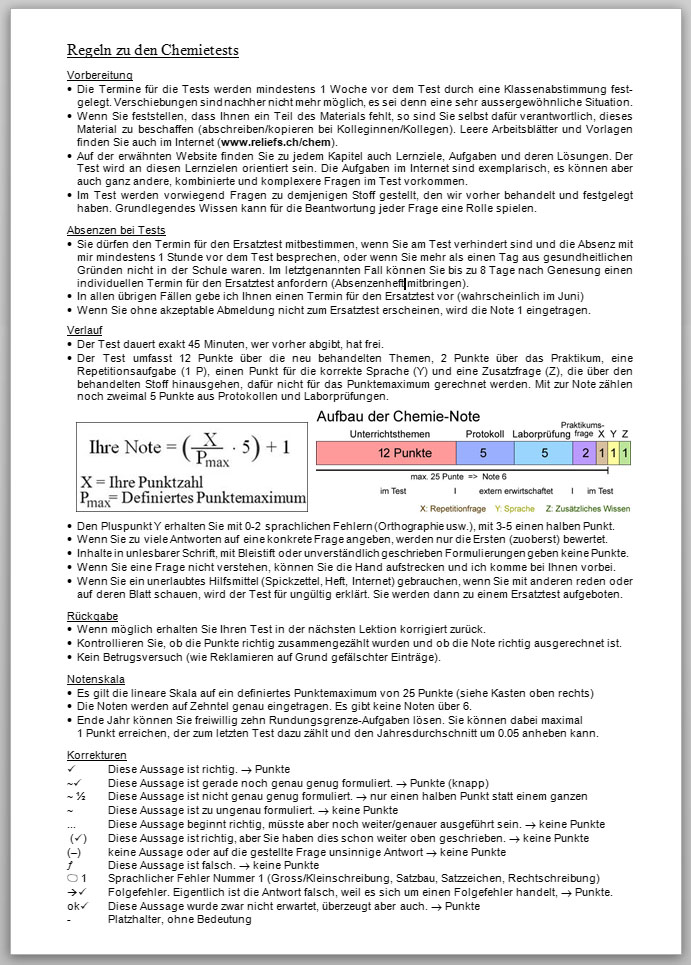 Regeln zu den Chemietests
Vorbereitung
• Die Termine für die Tests werden mindestens 1 Woche vor dem Test durch eine Klassenabstimmung fest-
gelegt. Verschiebungen sind nachher nicht mehr möglich, es sei denn eine sehr aussergewöhnliche Situation.
• Wenn Sie feststellen, dass Ihnen ein Teil des Materials fehlt, so sind Sie selbst dafür verantwortlich, dieses
Material zu beschaffen (abschreiben/kopieren bei Kolleginnen/Kollegen). Leere Arbeitsblätter und Vorlagen
finden Sie auch im Internet (www.reliefs.ch/chem).
• Auf der erwähnten Website finden Sie zu jedem Kapitel auch Lernziele, Aufgaben und deren Lösungen. Der
Test wird an diesen Lernzielen orientiert sein. Die Aufgaben im Internet sind exemplarisch, es können aber
auch ganz andere, kombinierte und komplexere Fragen im Test vorkommen.
• Im Test werden vorwiegend Fragen zu demjenigen Stoff gestellt, den wir vorher behandelt und festgelegt
haben. Grundlegendes Wissen kann für die Beantwortung jeder Frage eine Rolle spielen.
Absenzen bei Tests
• Sie dürfen den Termin für den Ersatztest mitbestimmen, wenn Sie am Test verhindert sind und die Absenz mit
mir mindestens 1 Stunde vor dem Test besprechen, oder wenn Sie mehr als einen Tag aus gesundheitlichen
Gründen nicht in der Schule waren. Im letztgenannten Fall können Sie bis zu 8 Tage nach Genesung einen
individuellen Termin für den Ersatztest anfordern (Absenzenheft mitbringen).
• In allen übrigen Fällen gebe ich Ihnen einen Termin für den Ersatztest vor (wahrscheinlich im Juni)
• Wenn Sie ohne akzeptable Abmeldung nicht zum Ersatztest erscheinen, wird die Note 1 eingetragen.
Verlauf
• Der Test dauert exakt 45 Minuten, wer vorher abgibt, hat frei.
• Der Test umfasst 12 Punkte über die neu behandelten Themen, 2 Punkte über das Praktikum, eine
Repetitionsaufgabe (1 P), einen Punkt für die korrekte Sprache (Y) und eine Zusatzfrage (Z), die über den
behandelten Stoff hinausgehen, dafür nicht für das Punktemaximum gerechnet werden. Mit zur Note zählen
noch zweimal 5 Punkte aus Protokollen und Laborprüfungen.
Ihre Note = (X / Pmax · 5) + 1
X = Ihre Punktzahl
Pmax= Definiertes Punktemaximum
Aufbau der Chemie-Note
Unterrichtsthemen Protokoll Laborprüfung Praktikums-frage X Y Z
12 Punkte 5 5 2 1 1 1
max. 25 Punte => Note 6
im Test I extern erwirtschaftet I im Test
X: Repetitionfrage Y: Sprache Z: Zusätzliches Wissen
• Den Pluspunkt Y erhalten Sie mit 0-2 sprachlichen Fehlern (Orthographie usw.), mit 3-5 einen halben Punkt.
• Wenn Sie zu viele Antworten auf eine konkrete Frage angeben, werden nur die Ersten (zuoberst) bewertet.
• Inhalte in unlesbarer Schrift, mit Bleistift oder unverständlich geschrieben Formulierungen geben keine Punkte.
• Wenn Sie eine Frage nicht verstehen, können Sie die Hand aufstrecken und ich komme bei Ihnen vorbei.
• Wenn Sie ein unerlaubtes Hilfsmittel (Spickzettel, Heft, Internet) gebrauchen, wenn Sie mit anderen reden oder
auf deren Blatt schauen, wird der Test für ungültig erklärt. Sie werden dann zu einem Ersatztest aufgeboten.
Rückgabe
• Wenn möglich erhalten Sie Ihren Test in der nächsten Lektion korrigiert zurück.
• Kontrollieren Sie, ob die Punkte richtig zusammengezählt wurden und ob die Note richtig ausgerechnet ist.
• Kein Betrugsversuch (wie Reklamieren auf Grund gefälschter Einträge).
Notenskala
• Es gilt die lineare Skala auf ein definiertes Punktemaximum von 25 Punkte (siehe Kasten oben rechts)
• Die Noten werden auf Zehntel genau eingetragen. Es gibt keine Noten über 6.
• Ende Jahr können Sie freiwillig zehn Rundungsgrenze-Aufgaben lösen. Sie können dabei maximal
1 Punkt erreichen, der zum letzten Test dazu zählt und den Jahresdurchschnitt um 0.05 anheben kann.
Korrekturen
✓ Diese Aussage ist richtig. → Punkte
~✓ Diese Aussage ist gerade noch genau genug formuliert. → Punkte (knapp)
~ ½ Diese Aussage ist nicht genau genug formuliert. → nur einen halben Punkt statt einem ganzen
~ Diese Aussage ist zu ungenau formuliert. → keine Punkte
... Diese Aussage beginnt richtig, müsste aber noch weiter/genauer ausgeführt sein. → keine Punkte
(✓) Diese Aussage ist richtig, aber Sie haben dies schon weiter oben geschrieben. → keine Punkte
(–) keine Aussage oder auf die gestellte Frage unsinnige Antwort → keine Punkte
ƒ Diese Aussage ist falsch. → keine Punkte
1 Sprachlicher Fehler Nummer 1 (Gross/Kleinschreibung, Satzbau, Satzzeichen, Rechtschreibung)
→✓ Folgefehler. Eigentlich ist die Antwort falsch, weil es sich um einen Folgefehler handelt, → Punkte.
ok✓ Diese Aussage wurde zwar nicht erwartet, überzeugt aber auch. → Punkte
- Platzhalter, ohne Bedeutung